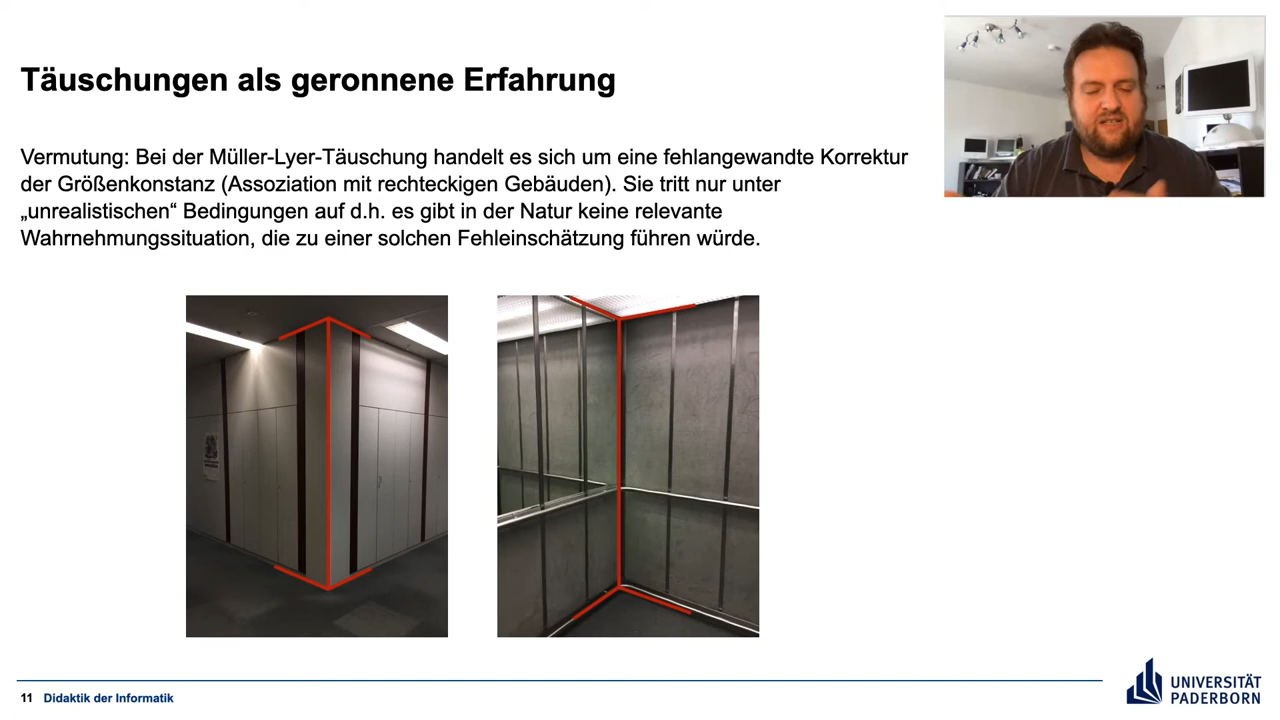 Täuschungen als geronnene Erfahrung
Vermutung: Bei der Müller-Lyer-Täuschung handelt es sich um eine fehlangewandte Korrektur
der Größenkonstanz (Assoziation mit rechteckigen Gebäuden). Sie tritt nur unter
„unrealistischen“ Bedingungen auf d.h. es gibt in der Natur keine relevante
Wahrnehmungssituation, die zu einer solchen Fehleinschätzung führen würde.
11 Didaktik der Informatik
UNIVERSITÄT
PADERBORN